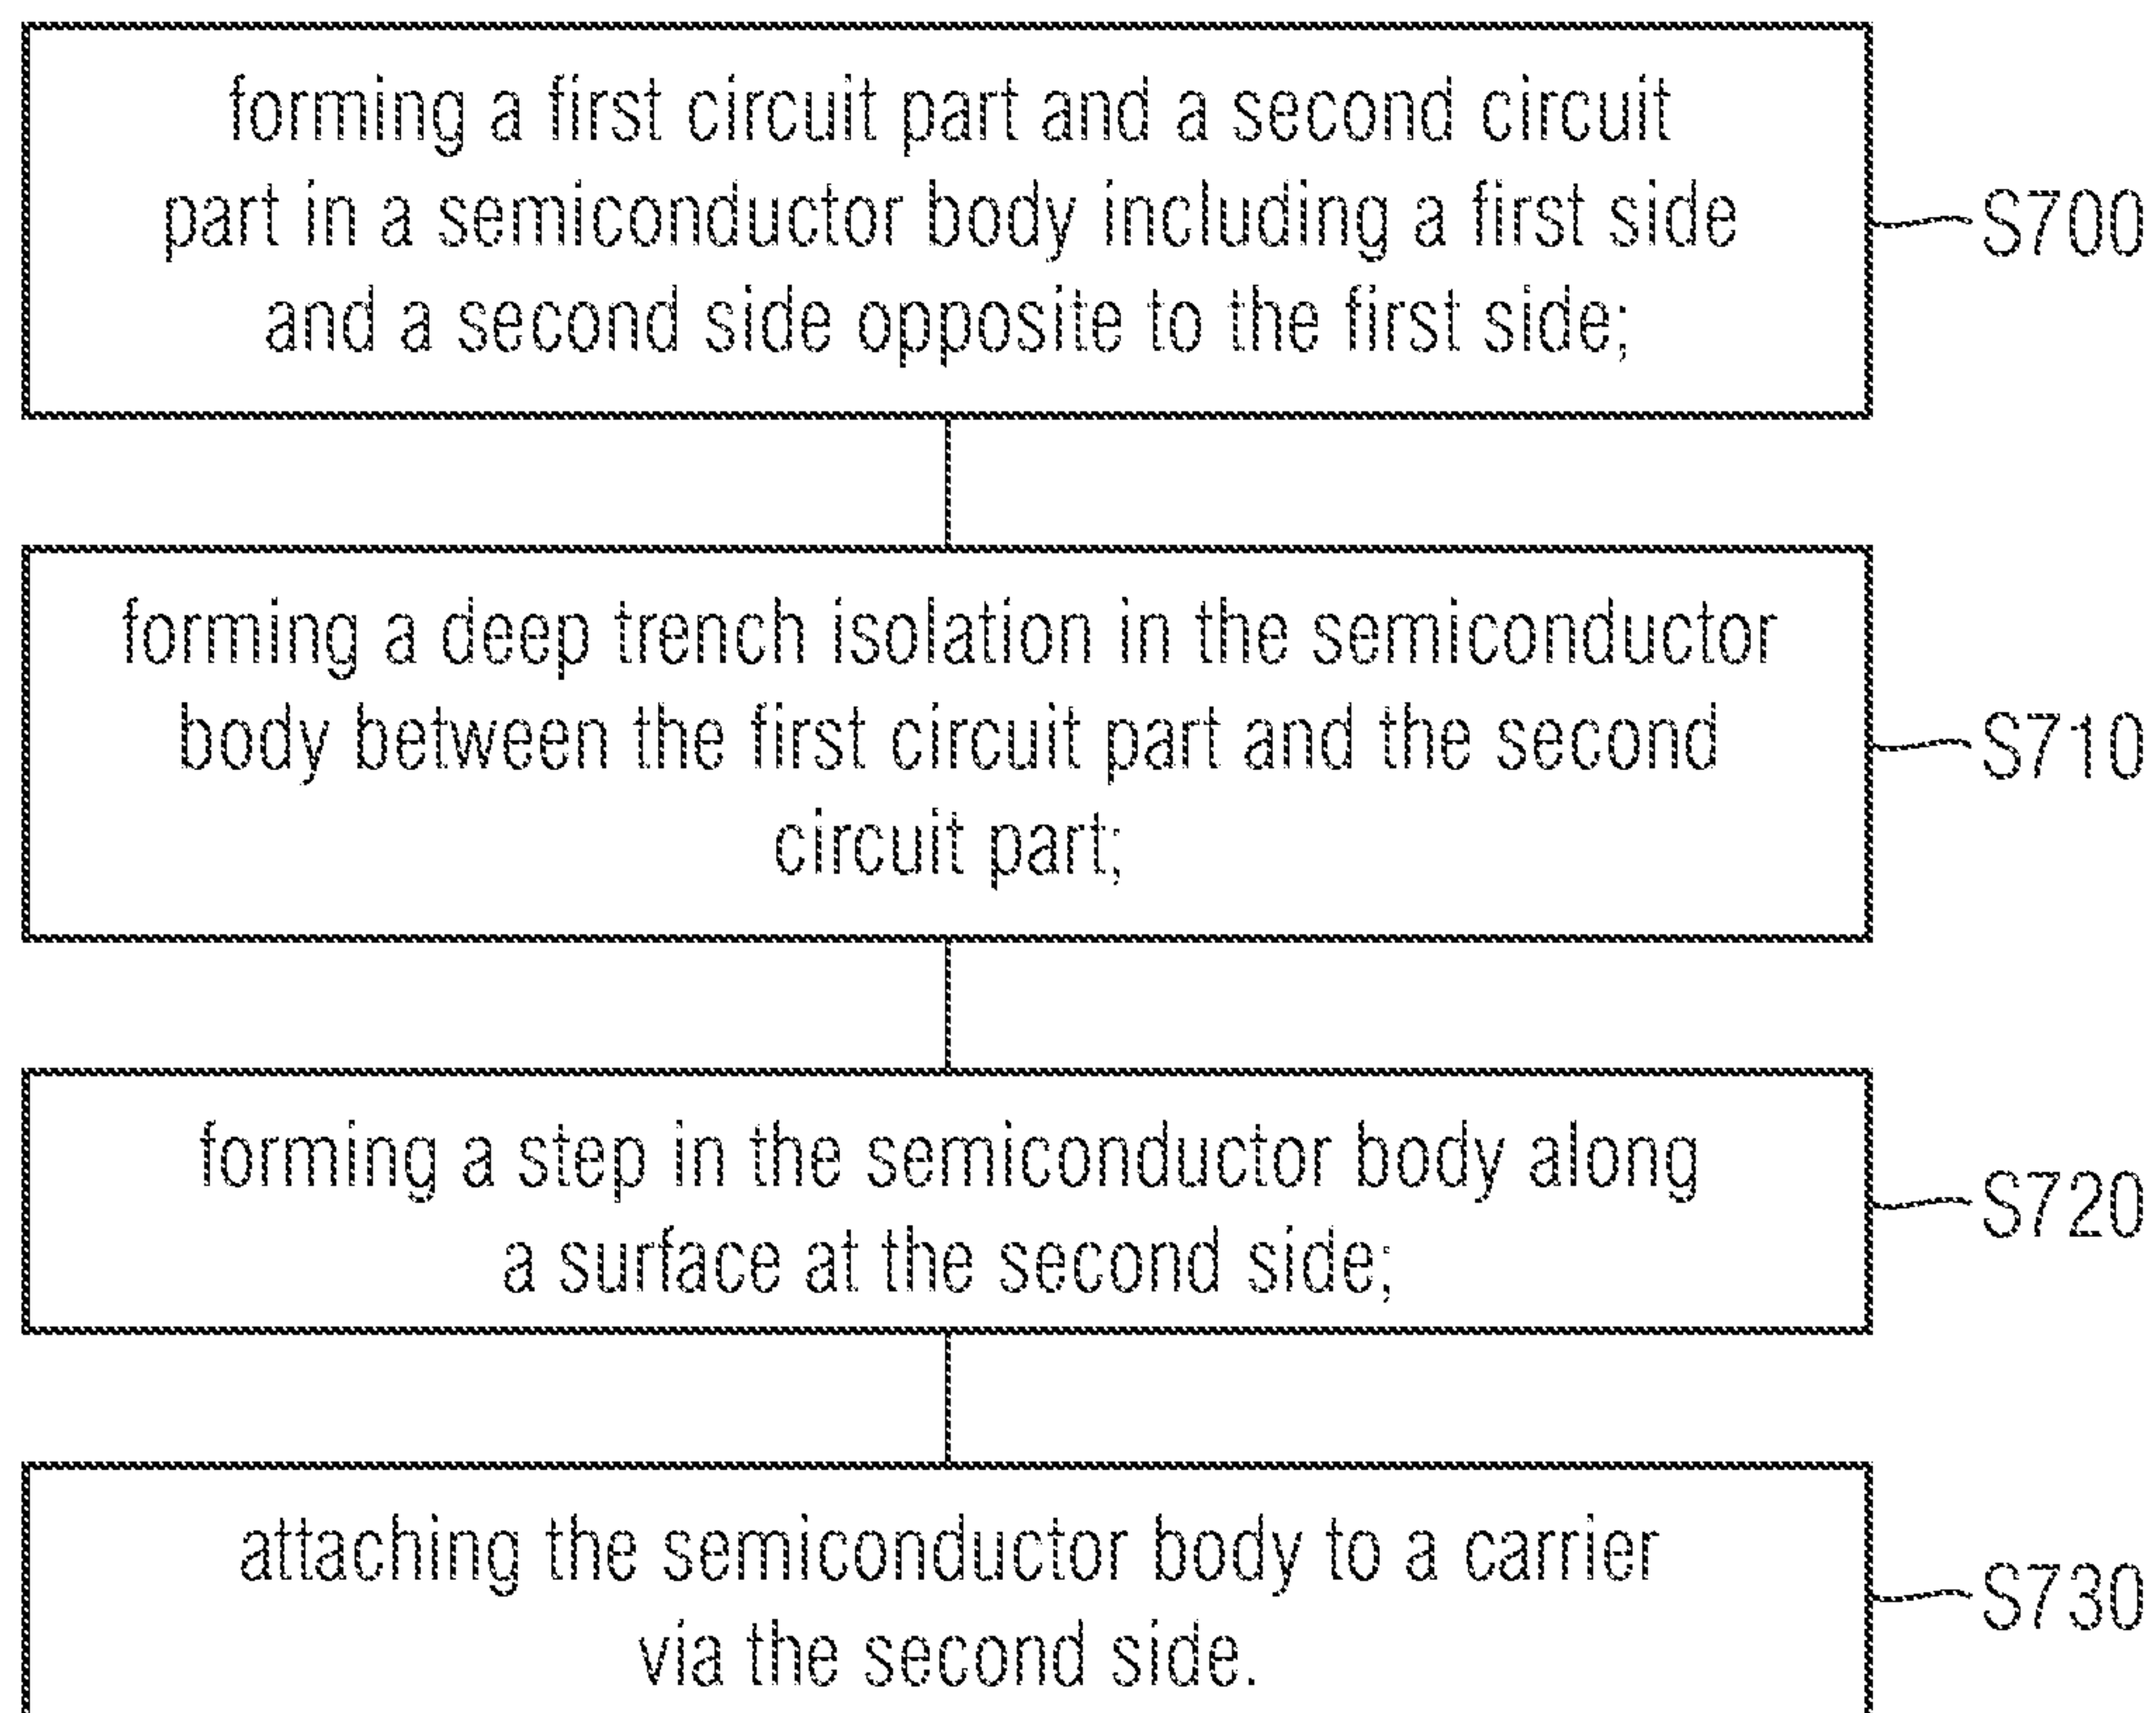 forming a first circuit part and a second circuit
part in a semiconductor body including a first side
and a second side opposite to the first side;
S700
forming a deep trench isolation in the semiconductor
body between the first circuit part and the second
circuit part;
S710
forming a step in the semiconductor body along
a surface at the second side;
S720
attaching the semiconductor body to a carrier
via the second side.
S730